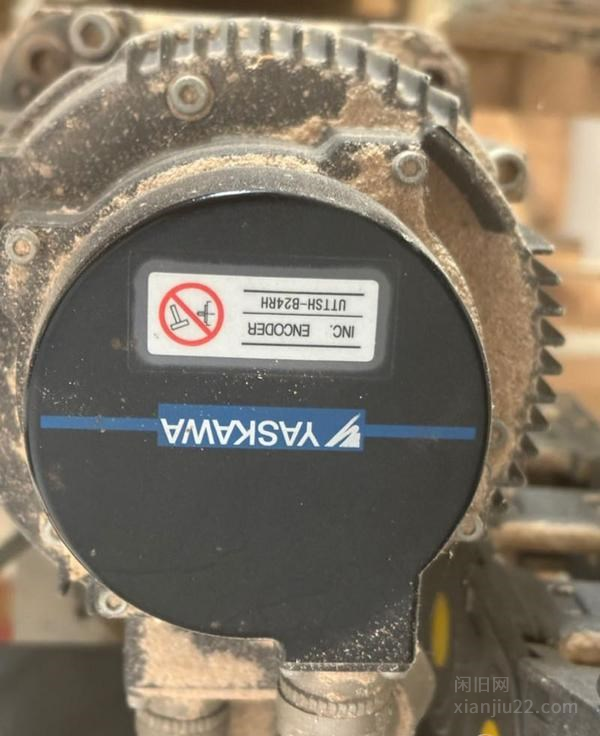 INC. ENCODER
UTTSH-B24RH
YASKAWA
闲旧网
xianjiu22.com